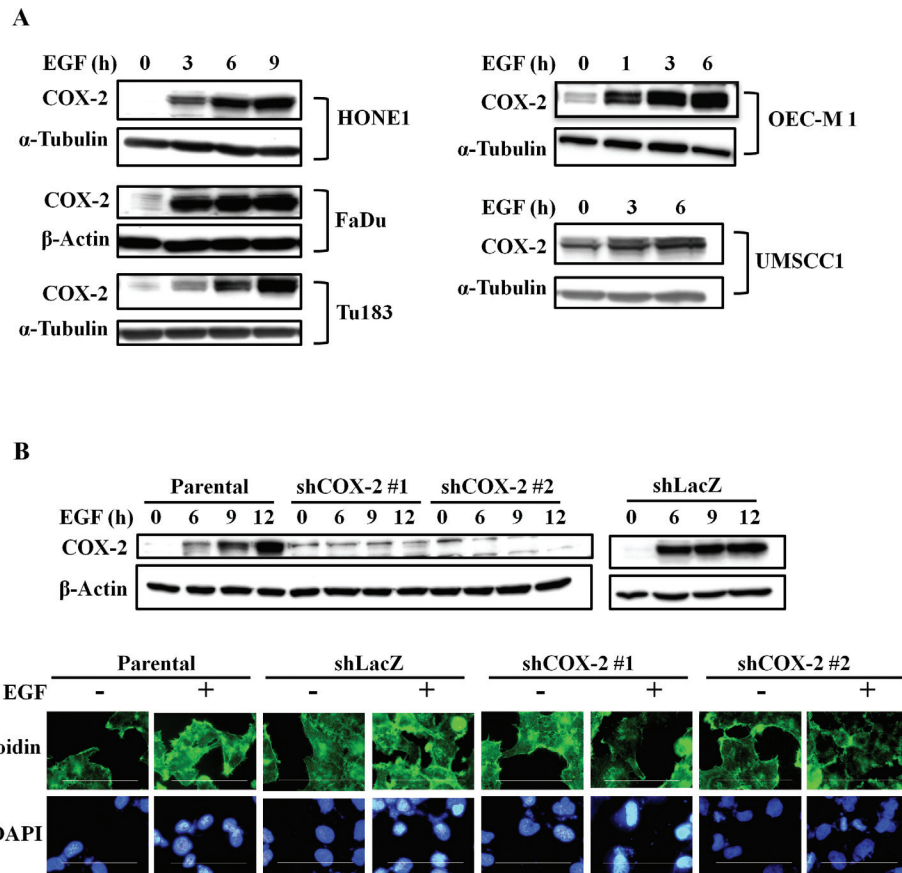 A
EGF (h) 0 3 6 9
COX-2
α-Tubulin
HONE1
COX-2
β-Actin
FaDu
COX-2
α-Tubulin
Tu183
EGF (h) 0 1 3 6
COX-2
α-Tubulin
OEC-M 1
EGF (h) 0 3 6
COX-2
α-Tubulin
UMSCC1
B
Parental shCOX-2 #1 shCOX-2 #2 shLacZ
EGF (h) 0 6 9 12 0 6 9 12 0 6 9 12 0 6 9 12
COX-2
β-Actin
Parental shLacZ shCOX-2 #1 shCOX-2 #2
EGF - + - + - + - +
oidin
DAPI